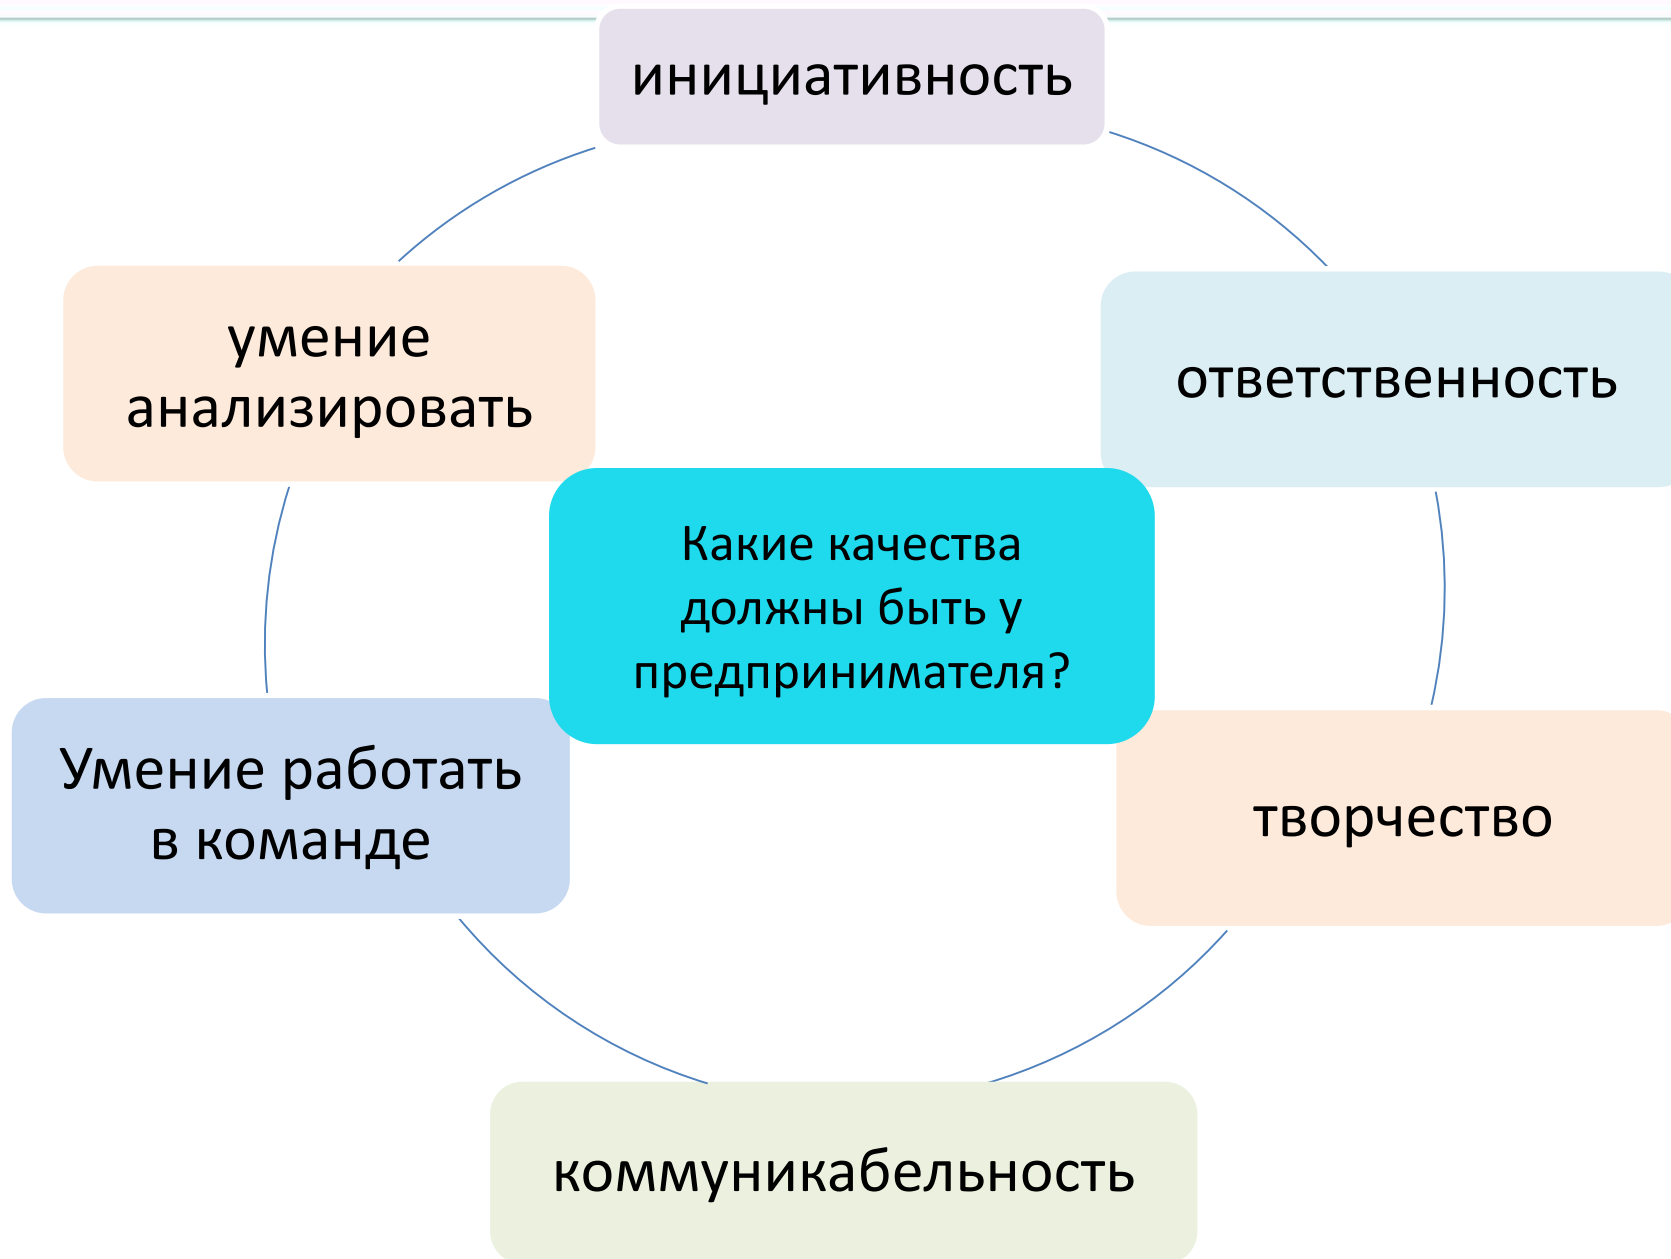 инициативность
умение
анализировать
ответственность
Какие качества
должны быть у
предпринимателя?
Умение работать
в команде
творчество
коммуникабельность